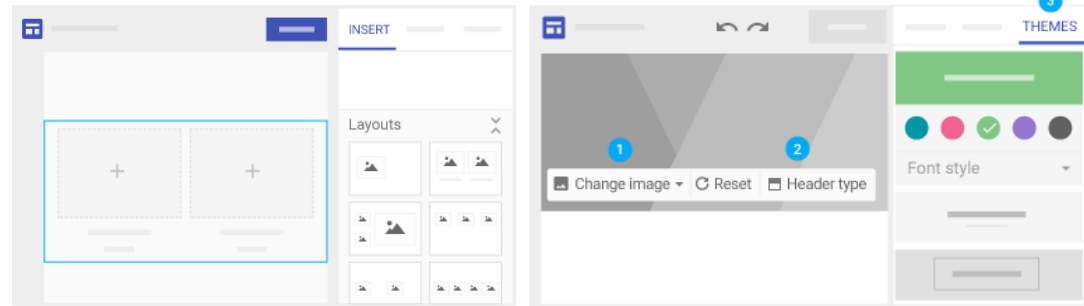 INSERT
Layouts
3
THEMES
1
2
Change image
Reset
Header type
Font style